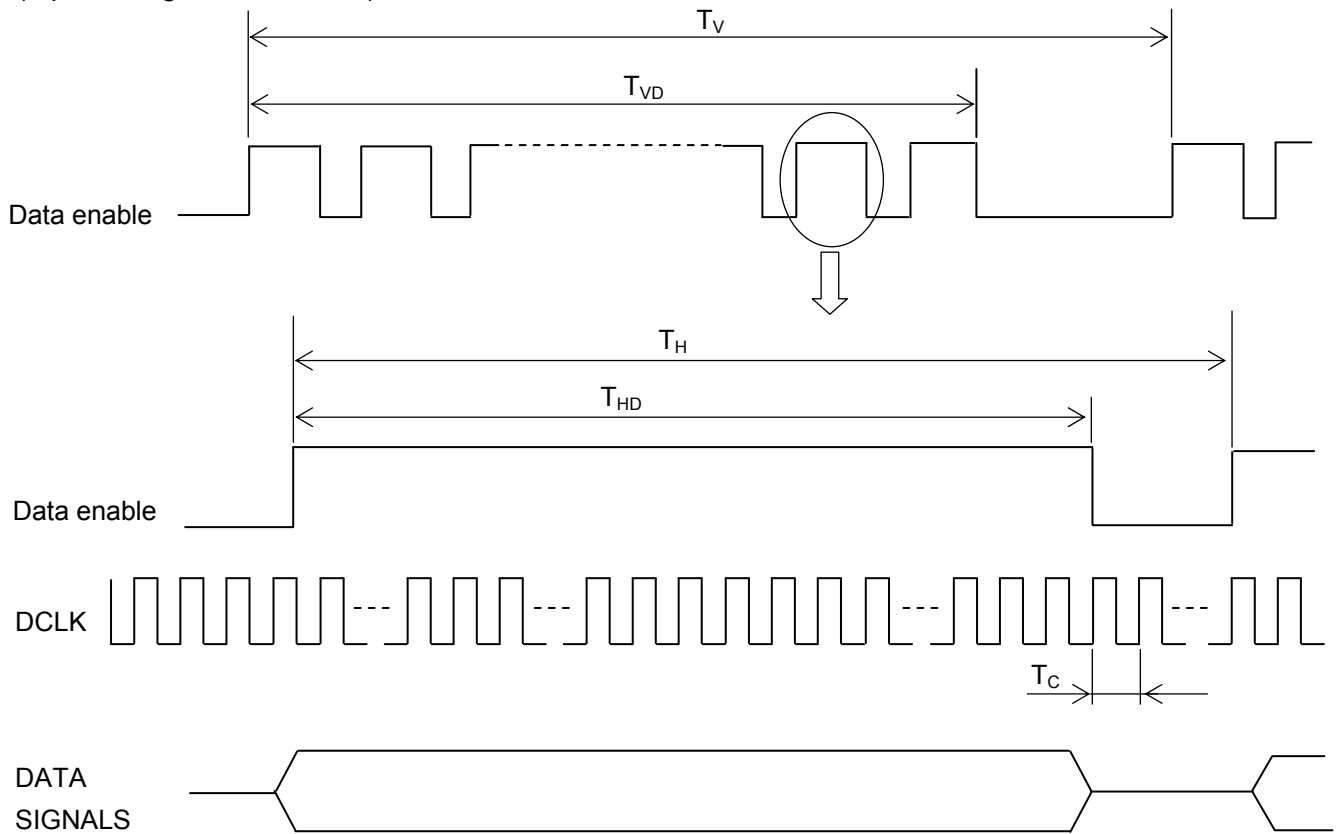 T_V
T_VD
Data enable
T_H
T_HD
Data enable
DCLK
T_C
DATA
SIGNALS